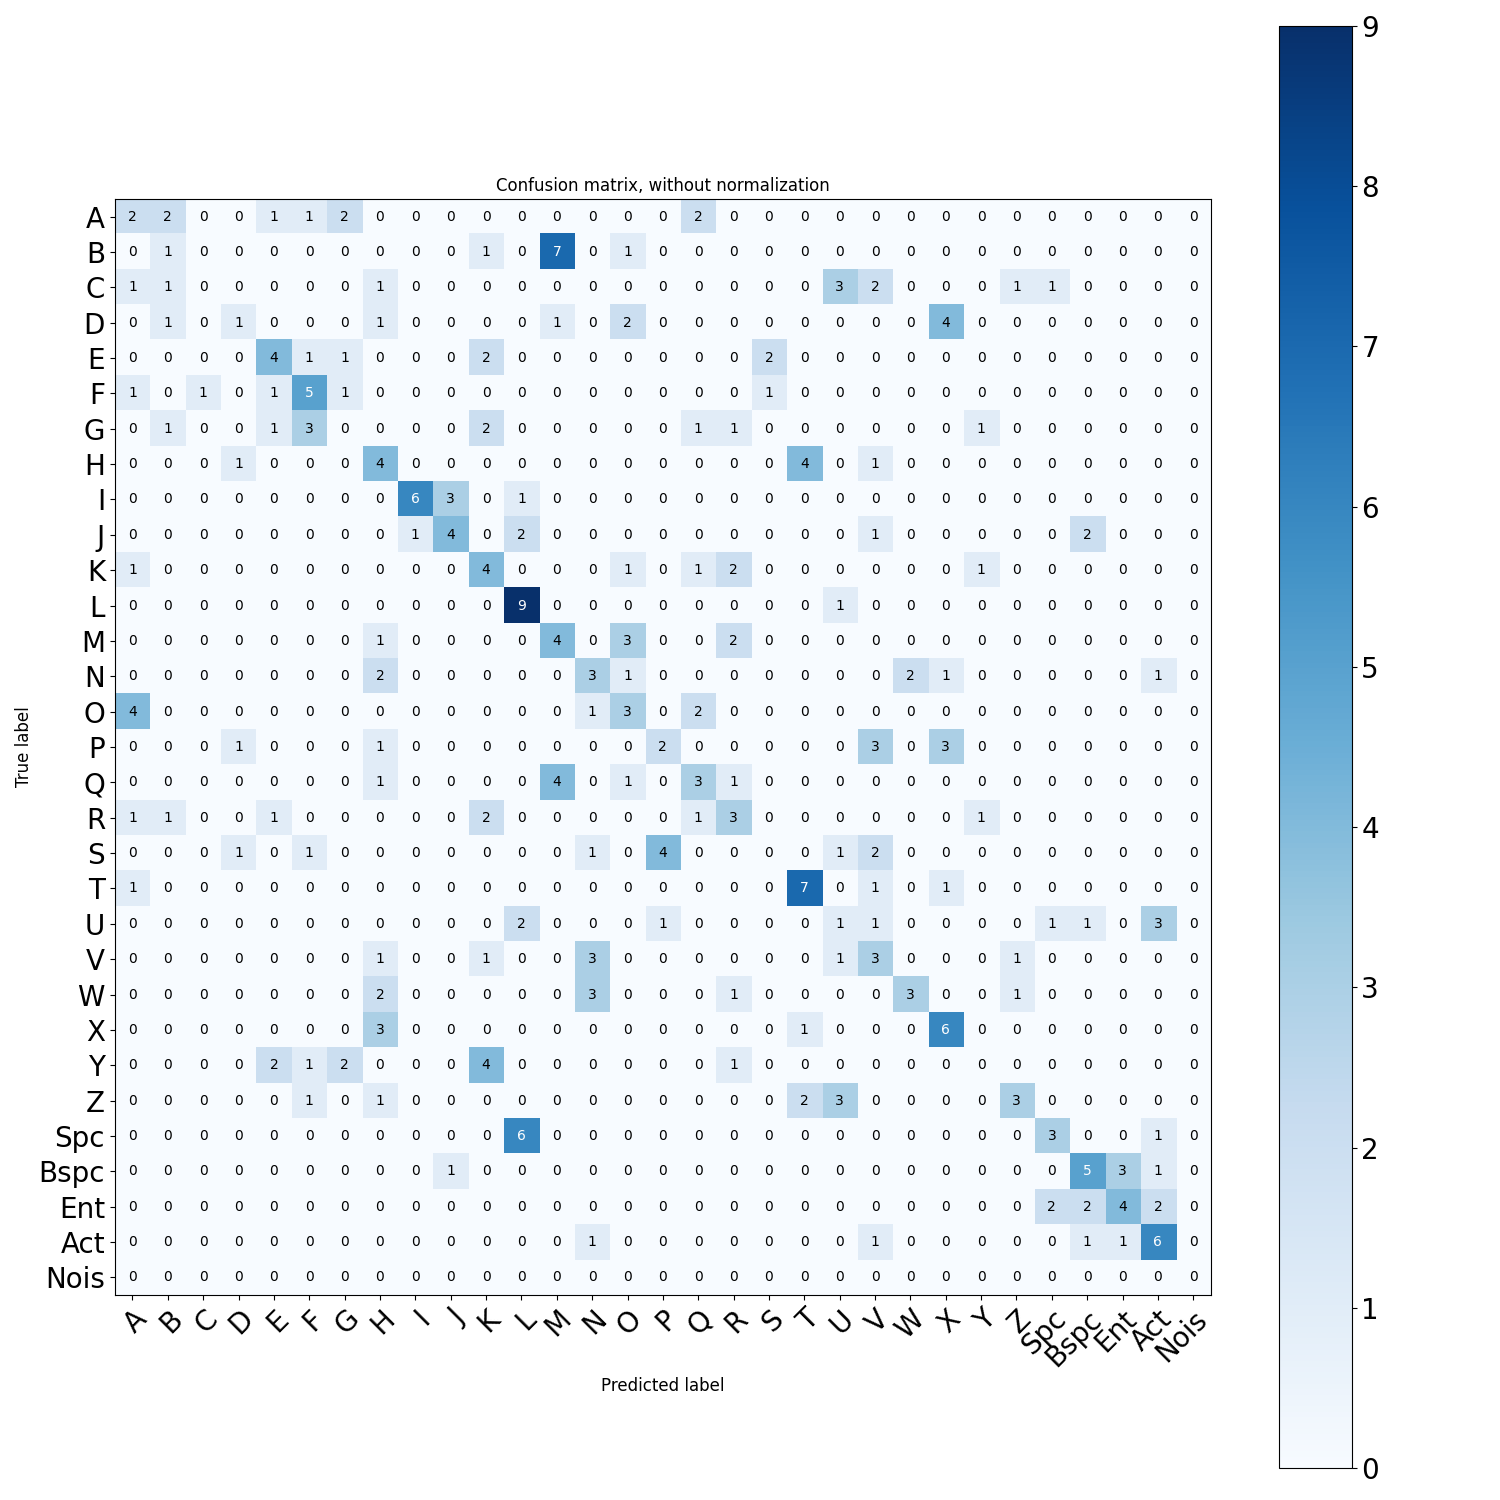 Confusion matrix, without normalization
A 2 2 0 0 1 1 2 0 0 0 0 0 0 0 0 0 2 0 0 0 0 0 0 0 0 0 0 0 0 0 0
B 0 1 0 0 0 0 0 0 0 0 1 0 7 0 1 0 0 0 0 0 0 0 0 0 0 0 0 0 0 0 0
C 1 1 0 0 0 0 0 1 0 0 0 0 0 0 0 0 0 0 0 0 3 2 0 0 0 1 1 0 0 0 0
D 0 1 0 1 0 0 0 1 0 0 0 0 1 0 2 0 0 0 0 0 0 0 0 4 0 0 0 0 0 0 0
E 0 0 0 0 4 1 1 0 0 0 2 0 0 0 0 0 0 0 2 0 0 0 0 0 0 0 0 0 0 0 0
F 1 0 1 0 1 5 1 0 0 0 0 0 0 0 0 0 0 0 1 0 0 0 0 0 0 0 0 0 0 0 0
G 0 1 0 0 1 3 0 0 0 0 2 0 0 0 0 0 1 1 0 0 0 0 0 0 1 0 0 0 0 0 0
H 0 0 0 1 0 0 0 4 0 0 0 0 0 0 0 0 0 0 0 4 0 1 0 0 0 0 0 0 0 0 0
I 0 0 0 0 0 0 0 0 6 3 0 1 0 0 0 0 0 0 0 0 0 0 0 0 0 0 0 0 0 0 0
J 0 0 0 0 0 0 0 0 1 4 0 2 0 0 0 0 0 0 0 0 0 1 0 0 0 0 0 2 0 0 0
K 1 0 0 0 0 0 0 0 0 0 4 0 0 0 1 0 1 2 0 0 0 0 0 0 1 0 0 0 0 0 0
L 0 0 0 0 0 0 0 0 0 0 0 9 0 0 0 0 0 0 0 0 1 0 0 0 0 0 0 0 0 0 0
M 0 0 0 0 0 0 0 1 0 0 0 0 4 0 3 0 0 2 0 0 0 0 0 0 0 0 0 0 0 0 0
N 0 0 0 0 0 0 0 2 0 0 0 0 0 3 1 0 0 0 0 0 0 0 2 1 0 0 0 0 0 1 0
O 4 0 0 0 0 0 0 0 0 0 0 0 0 1 3 0 2 0 0 0 0 0 0 0 0 0 0 0 0 0 0
P 0 0 0 1 0 0 0 1 0 0 0 0 0 0 0 2 0 0 0 0 0 3 0 3 0 0 0 0 0 0 0
Q 0 0 0 0 0 0 0 1 0 0 0 0 4 0 1 0 3 1 0 0 0 0 0 0 0 0 0 0 0 0 0
R 1 1 0 0 1 0 0 0 0 0 2 0 0 0 0 0 1 3 0 0 0 0 0 0 1 0 0 0 0 0 0
S 0 0 0 1 0 1 0 0 0 0 0 0 0 1 0 4 0 0 0 0 1 2 0 0 0 0 0 0 0 0 0
T 1 0 0 0 0 0 0 0 0 0 0 0 0 0 0 0 0 0 0 7 0 1 0 1 0 0 0 0 0 0 0
U 0 0 0 0 0 0 0 0 0 0 0 2 0 0 0 1 0 0 0 0 1 1 0 0 0 0 1 1 0 3 0
V 0 0 0 0 0 0 0 1 0 0 1 0 0 3 0 0 0 0 0 0 1 3 0 0 0 1 0 0 0 0 0
W 0 0 0 0 0 0 0 2 0 0 0 0 0 3 0 0 0 1 0 0 0 0 3 0 0 1 0 0 0 0 0
X 0 0 0 0 0 0 0 3 0 0 0 0 0 0 0 0 0 0 0 1 0 0 0 6 0 0 0 0 0 0 0
Y 0 0 0 0 2 1 2 0 0 0 4 0 0 0 0 0 0 1 0 0 0 0 0 0 0 0 0 0 0 0 0
Z 0 0 0 0 0 1 0 1 0 0 0 0 0 0 0 0 0 0 0 2 3 0 0 0 0 3 0 0 0 0 0
Spc 0 0 0 0 0 0 0 0 0 0 0 6 0 0 0 0 0 0 0 0 0 0 0 0 0 0 3 0 0 1 0
Bspc 0 0 0 0 0 0 0 0 0 1 0 0 0 0 0 0 0 0 0 0 0 0 0 0 0 0 0 5 3 1 0
Ent 0 0 0 0 0 0 0 0 0 0 0 0 0 0 0 0 0 0 0 0 0 0 0 0 0 0 2 2 4 2 0
Act 0 0 0 0 0 0 0 0 0 0 0 0 0 1 0 0 0 0 0 0 0 1 0 0 0 0 0 1 1 6 0
Nois 0 0 0 0 0 0 0 0 0 0 0 0 0 0 0 0 0 0 0 0 0 0 0 0 0 0 0 0 0 0 0
A B C D E F G H I J K L M N O P Q R S T U V W X Y Z Spc Bspc Ent Act Nois
Predicted label
True label
9
8
7
6
5
4
3
2
1
0